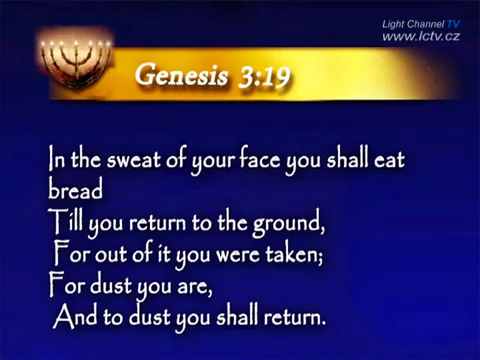 Light Channel TV
www.lctv.cz
Genesis 3:19
In the sweat of your face you shall eat
bread
Till you return to the ground,
For out of it you were taken;
For dust you are,
And to dust you shall return.